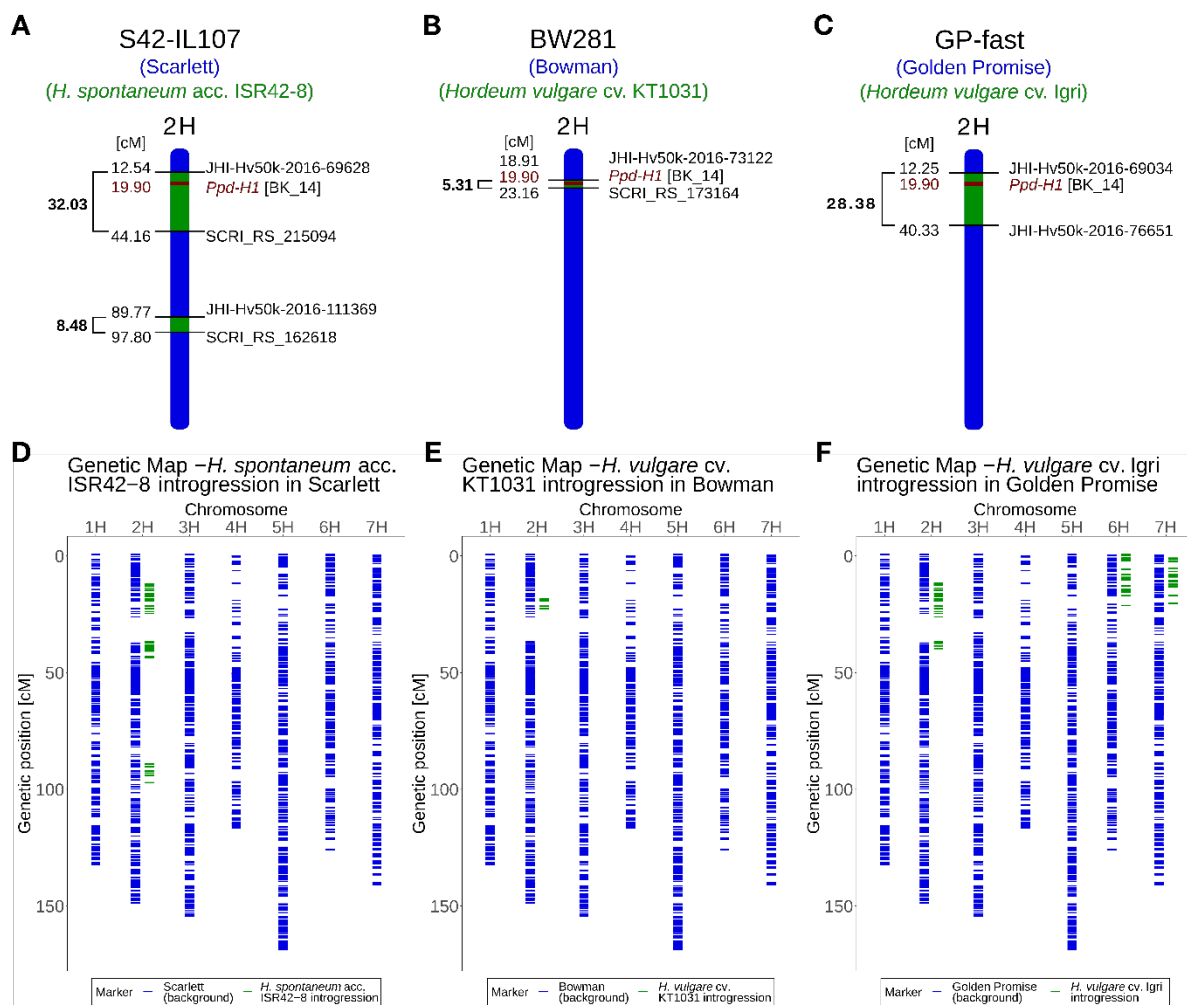 A
S42-IL107
(Scarlett)
(H. spontaneum acc. ISR42-8)
2H
[cM]
12.54
JHI-Hv50k-2016-69628
19.90
Ppd-H1 [BK_14]
32.03
44.16
SCRI_RS_215094
89.77
JHI-Hv50k-2016-111369
8.48
97.80
SCRI_RS_162618
B
BW281
(Bowman)
(Hordeum vulgare cv. KT1031)
2H
[cM]
18.91
JHI-Hv50k-2016-73122
19.90
Ppd-H1 [BK_14]
5.31
23.16
SCRI_RS_173164
C
GP-fast
(Golden Promise)
(Hordeum vulgare cv. Igri)
2H
[cM]
12.25
JHI-Hv50k-2016-69034
19.90
Ppd-H1 [BK_14]
28.38
40.33
JHI-Hv50k-2016-76651
D
Genetic Map −H. spontaneum acc.
ISR42−8 introgression in Scarlett
Chromosome
1H 2H 3H 4H 5H 6H 7H
Genetic position [cM]
0
50
100
150
Marker — Scarlett (background) — H. spontaneum acc. ISR42−8 introgression
E
Genetic Map −H. vulgare cv.
KT1031 introgression in Bowman
Chromosome
1H 2H 3H 4H 5H 6H 7H
Genetic position [cM]
0
50
100
150
Marker — Bowman (background) — H. vulgare cv. KT1031 introgression
F
Genetic Map −H. vulgare cv. Igri
introgression in Golden Promise
Chromosome
1H 2H 3H 4H 5H 6H 7H
Genetic position [cM]
0
50
100
150
Marker — Golden Promise (background) — H. vulgare cv. Igri introgression